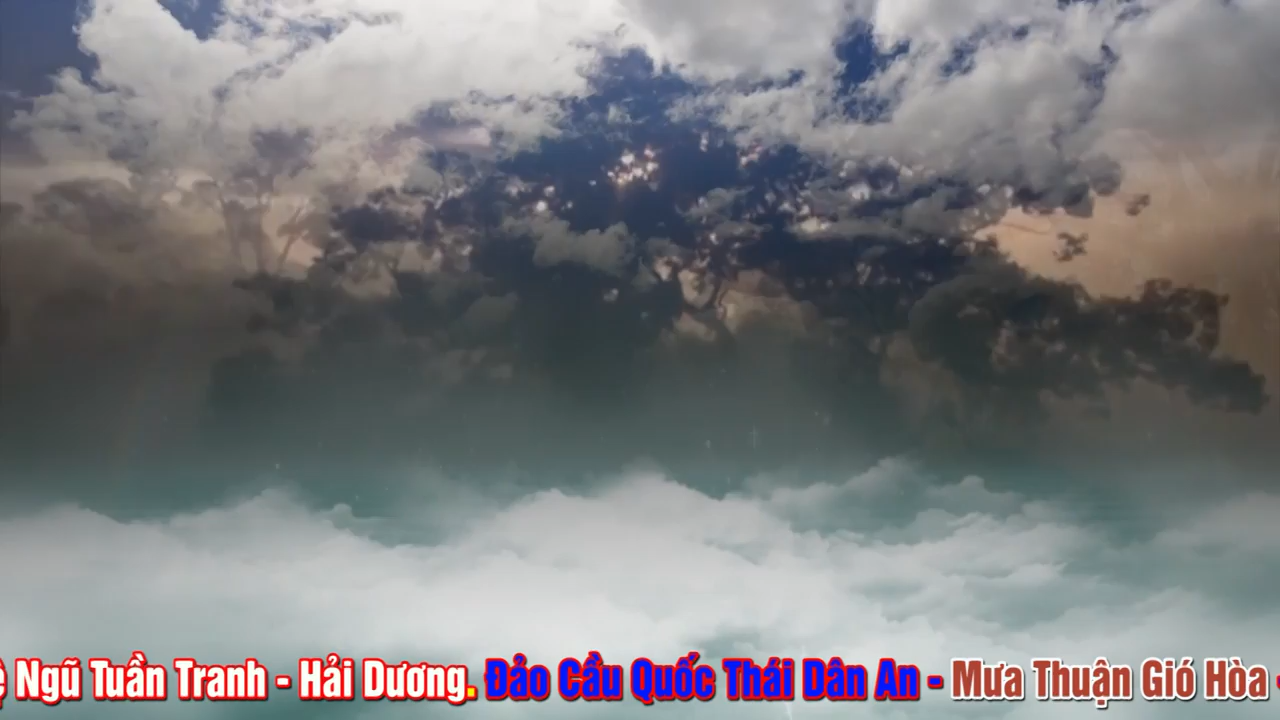 Ngũ Tuần Tranh - Hải Dương. Đảo Cầu Quốc Thái Dân An - Mưa Thuận Gió Hòa -